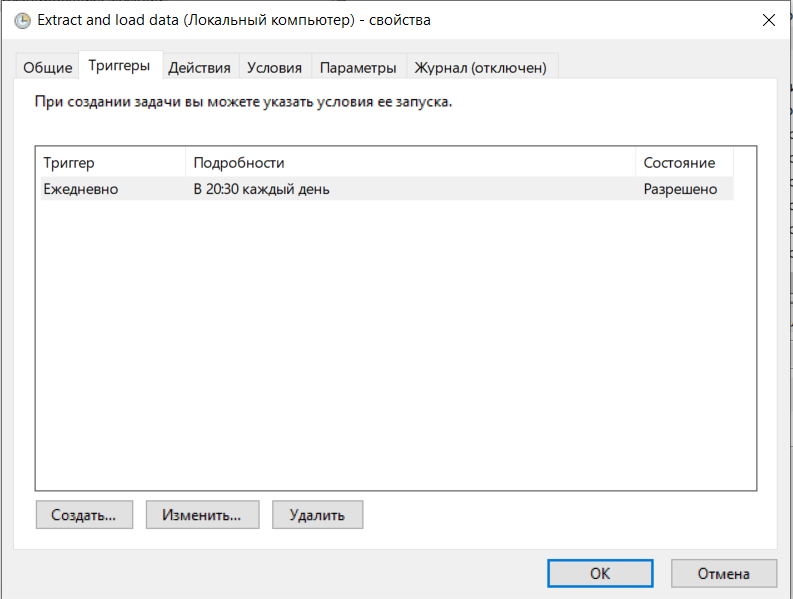 Extract and load data (Локальный компьютер) - свойства
Общие Триггеры Действия Условия Параметры Журнал (отключен)
При создании задачи вы можете указать условия ее запуска.
Триггер Подробности Состояние
Ежедневно В 20:30 каждый день Разрешено
Создать... Изменить... Удалить
ОК Отмена